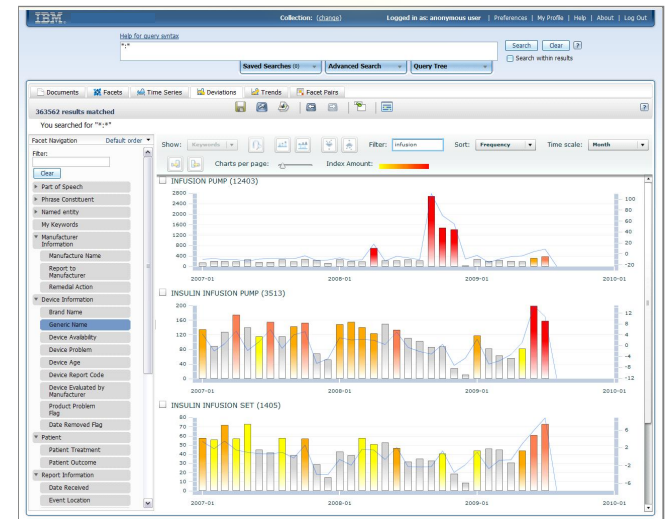 IBM.
Collection: (change) Logged in as: anonymous user | Preferences | My Profile | Help | About | Log Out
Help for query syntax
*:*
Search Clear ?
Search within results
Saved Searches (8) Advanced Search Query Tree
Documents Facets Time Series Deviations Trends Facet Pairs
363562 results matched
You searched for "*:*"
Facet Navigation Default order
Show: Keywords Filter: infusion Sort: Frequency Time scale: Month
Filter:
Charts per page: Index Amount:
Clear
Part of Speech
Phrase Constituent
Named entity
My Keywords
Manufacturer
Information
Manufacture Name
Report to
Manufacturer
Remedial Action
Device Information
Brand Name
Generic Name
Device Availability
Device Problem
Device Age
Device Report Code
Device Evaluated by
Manufacturer
Product Problem
Flag
Date Removed Flag
Patient
Patient Treatment
Patient Outcome
Report Information
Date Received
Event Location
INFUSION PUMP (12403)
2800
2400
2000
1600
1200
800
400
0
100
80
60
40
20
0
-20
2007-01 2008-01 2009-01 2010-01
INSULIN INFUSION PUMP (3513)
200
160
120
80
40
0
12
8
4
0
-4
-8
-12
2007-01 2008-01 2009-01 2010-01
INSULIN INFUSION SET (1405)
80
70
60
50
40
30
20
10
0
6
2
-2
-6
2007-01 2008-01 2009-01 2010-01